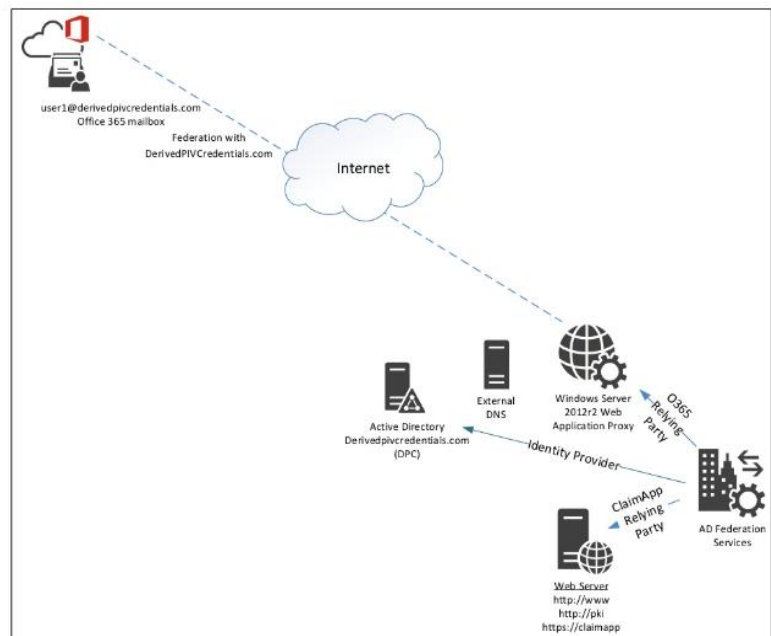 user1@derivedpivcredentials.com
Office 365 mailbox
Federation with
DerivedPIVCredentials.com
Internet
External
DNS
Windows Server
2012r2 Web
Application Proxy
O365
Relying
Party
Active Directory
Derivedpivcredentials.com
(DPC)
Identity Provider
ClaimApp
Relying
Party
AD Federation
Services
Web Server
http://www
http://pki
https://claimapp